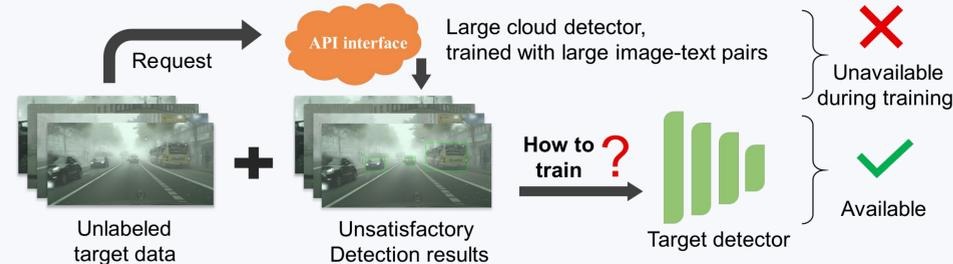 Request
API interface
Large cloud detector,
trained with large image-text pairs
Unavailable
during training
How to
train ?
Available
Unlabeled
target data
Unsatisfactory
Detection results
Target detector